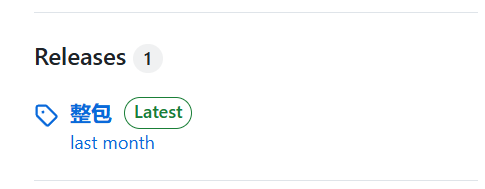 Releases 1
整包 Latest
last month